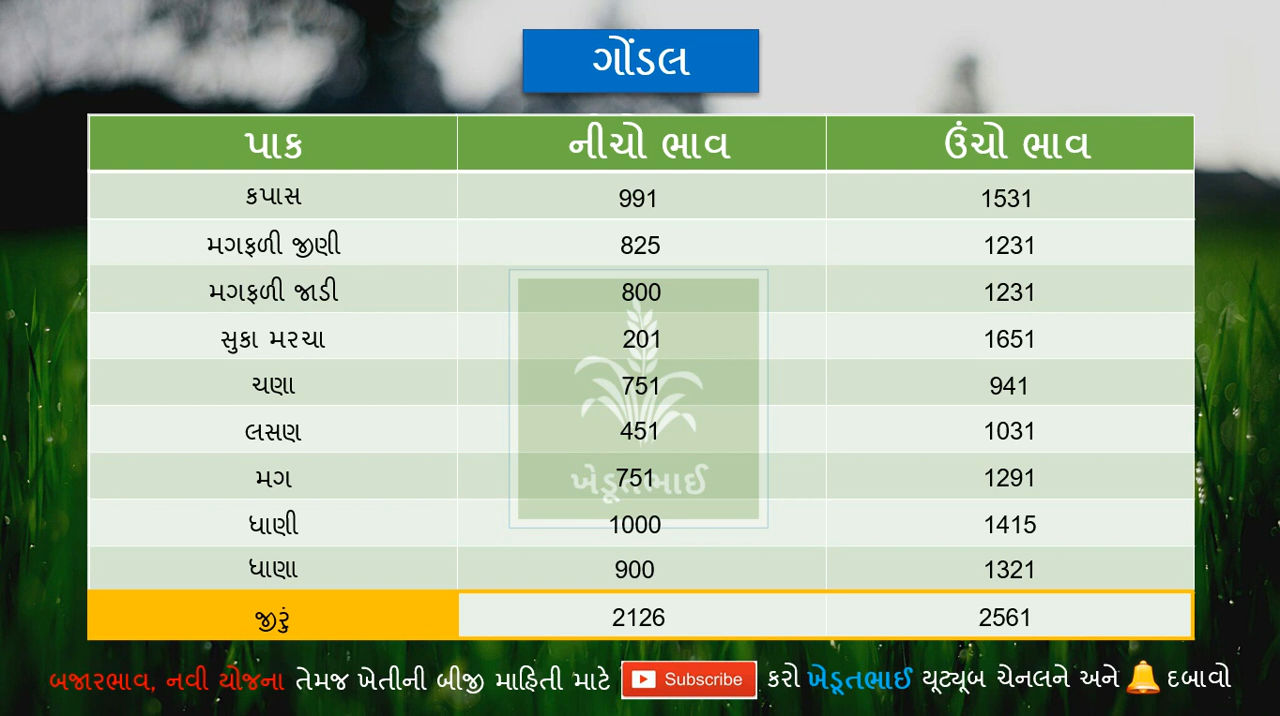 ગોંડલ
પાક નીચો ભાવ ઉંચો ભાવ
કપાસ 991 1531
મગફળી જીણી 825 1231
મગફળી જાડી 800 1231
સુકા મરચા 201 1651
ચણા 751 941
લસણ 451 1031
મગ 751 1291
ખેડૂતભાઈ
ધાણી 1000 1415
ધાણા 900 1321
જીરું 2126 2561
બજારભાવ, નવી યોજના તેમજ ખેતીની બીજી માહિતી માટે Subscribe કરો ખેડૂતભાઈ યૂટ્યૂબ ચેનલને અને દબાવો